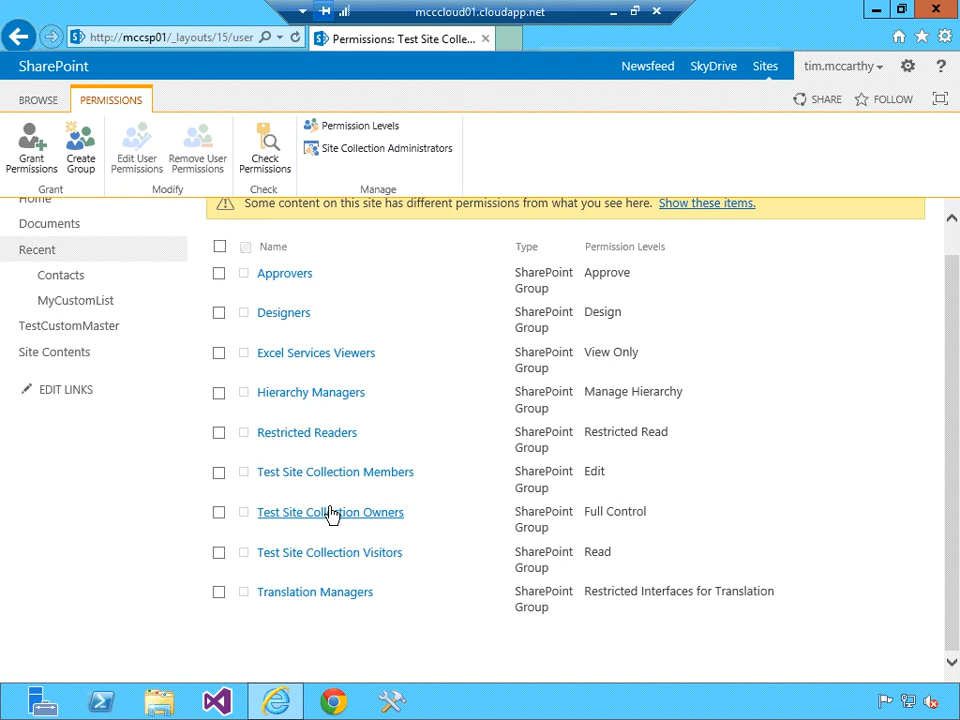 mcccloud01.cloudapp.net
http://mccsp01/_layouts/15/user
Permissions: Test Site Colle...
SharePoint
Newsfeed SkyDrive Sites tim.mccarthy ?
BROWSE PERMISSIONS SHARE FOLLOW
Grant Permissions
Create Group
Edit User Permissions
Remove User Permissions
Check Permissions
Permission Levels
Site Collection Administrators
Grant Modify Check Manage
Home
Some content on this site has different permissions from what you see here. Show these items.
Documents
Recent
Contacts
MyCustomList
TestCustomMaster
Site Contents
EDIT LINKS
Name Type Permission Levels
Approvers SharePoint Group Approve
Designers SharePoint Group Design
Excel Services Viewers SharePoint Group View Only
Hierarchy Managers SharePoint Group Manage Hierarchy
Restricted Readers SharePoint Group Restricted Read
Test Site Collection Members SharePoint Group Edit
Test Site Collection Owners SharePoint Group Full Control
Test Site Collection Visitors SharePoint Group Read
Translation Managers SharePoint Group Restricted Interfaces for Translation